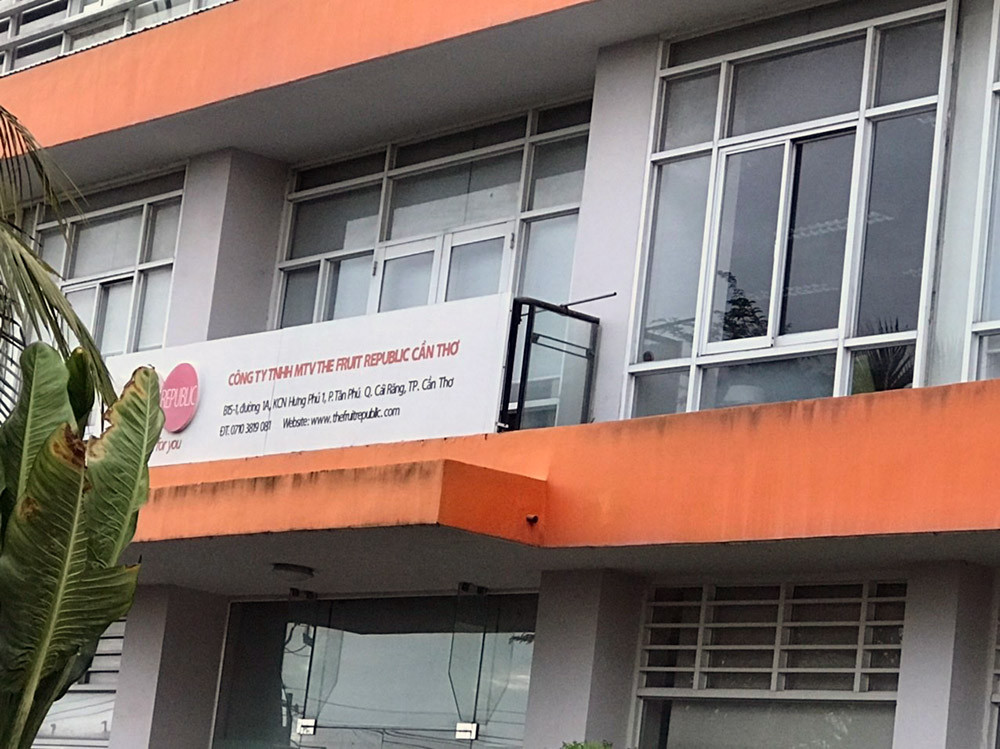 REPUBLIC
for you
CÔNG TY TNHH MTV THE FRUIT REPUBLIC CẦN THƠ
B15-1, đường 1A, KCN Hưng Phú 1, P. Tân Phú Q. Cái Răng, TP. Cần Thơ
ĐT: 0710 3819 081 Website: www.thefruitrepublic.com